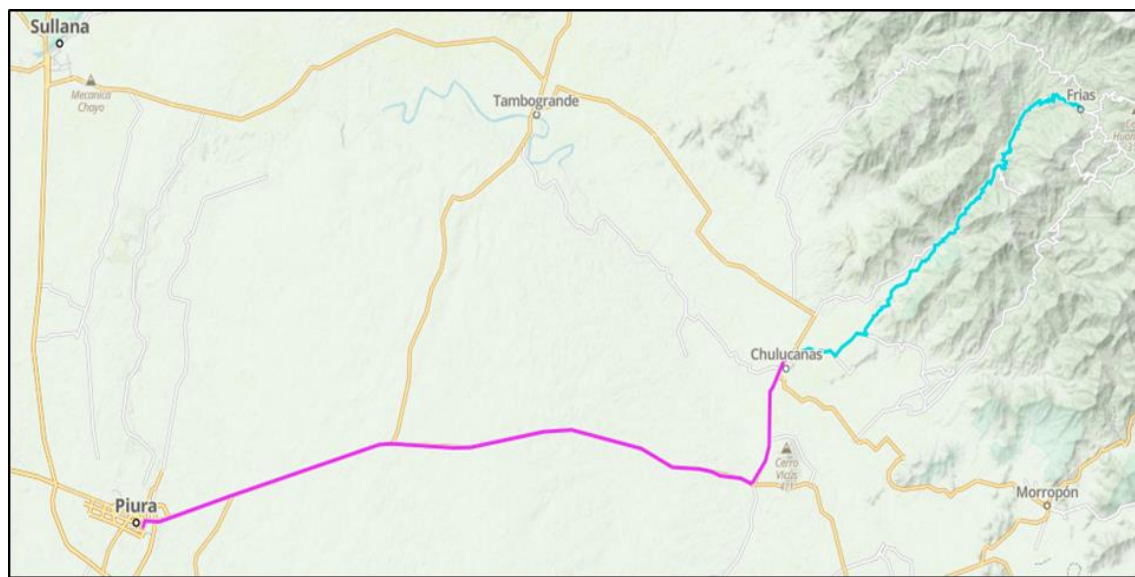 Sullana
Mecanica
Chayo
Tambogrande
Frias
Chulucanas
Cerro
Vicús
Piura
Morropón